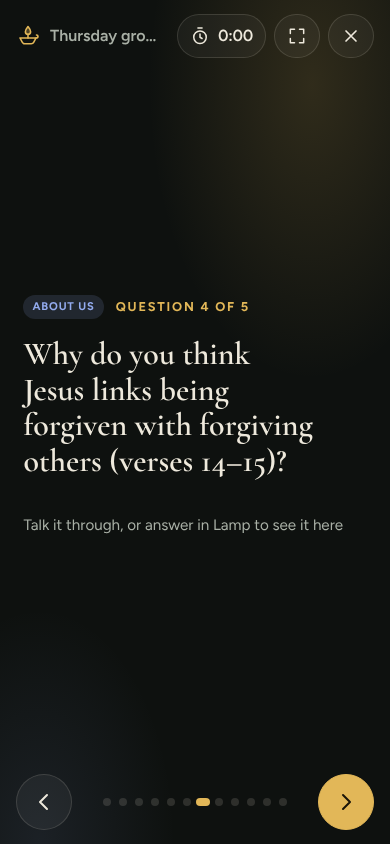 Thursday gro...
0:00
ABOUT US
QUESTION 4 OF 5
Why do you think
Jesus links being
forgiven with forgiving
others (verses 14–15)?
Talk it through, or answer in Lamp to see it here